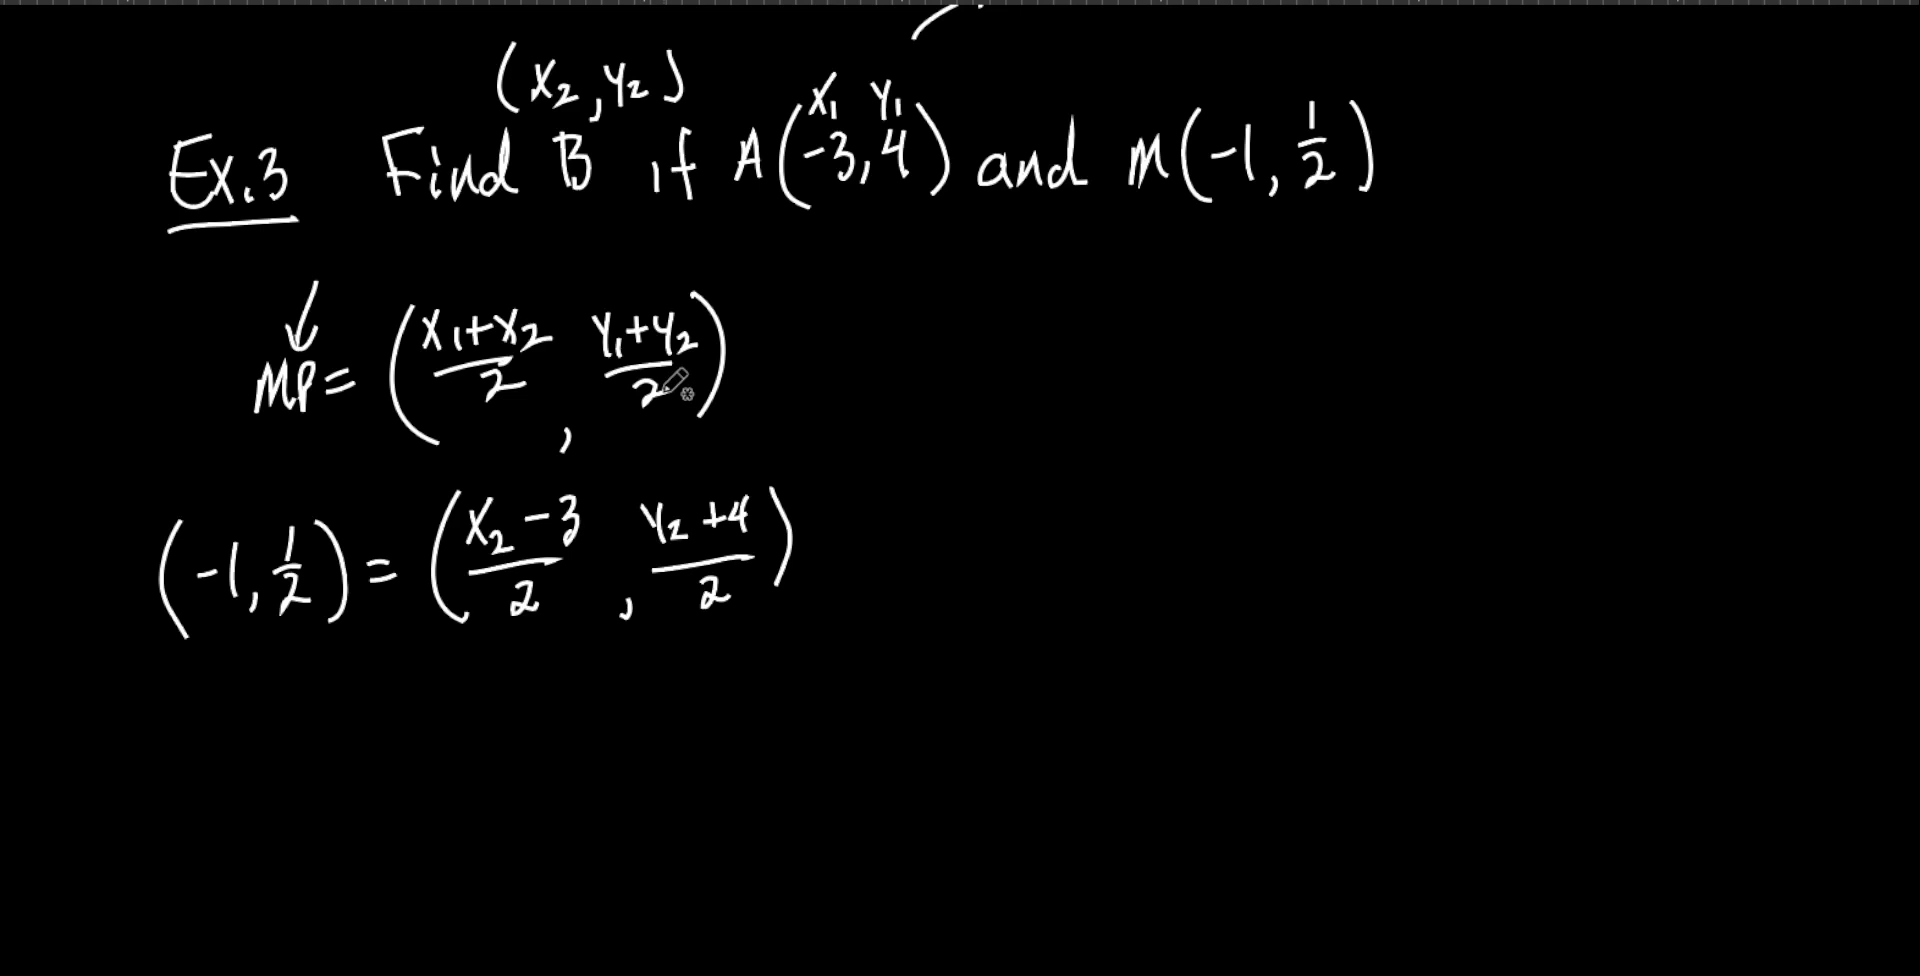 (x₂, y₂)
x₁ y₁
Ex.3 Find B if A(-3, 4) and M(-1, 1/2)
MP = ((x₁+x₂)/2, (y₁+y₂)/2)
(-1, 1/2) = ((x₂-3)/2, (y₂+4)/2)